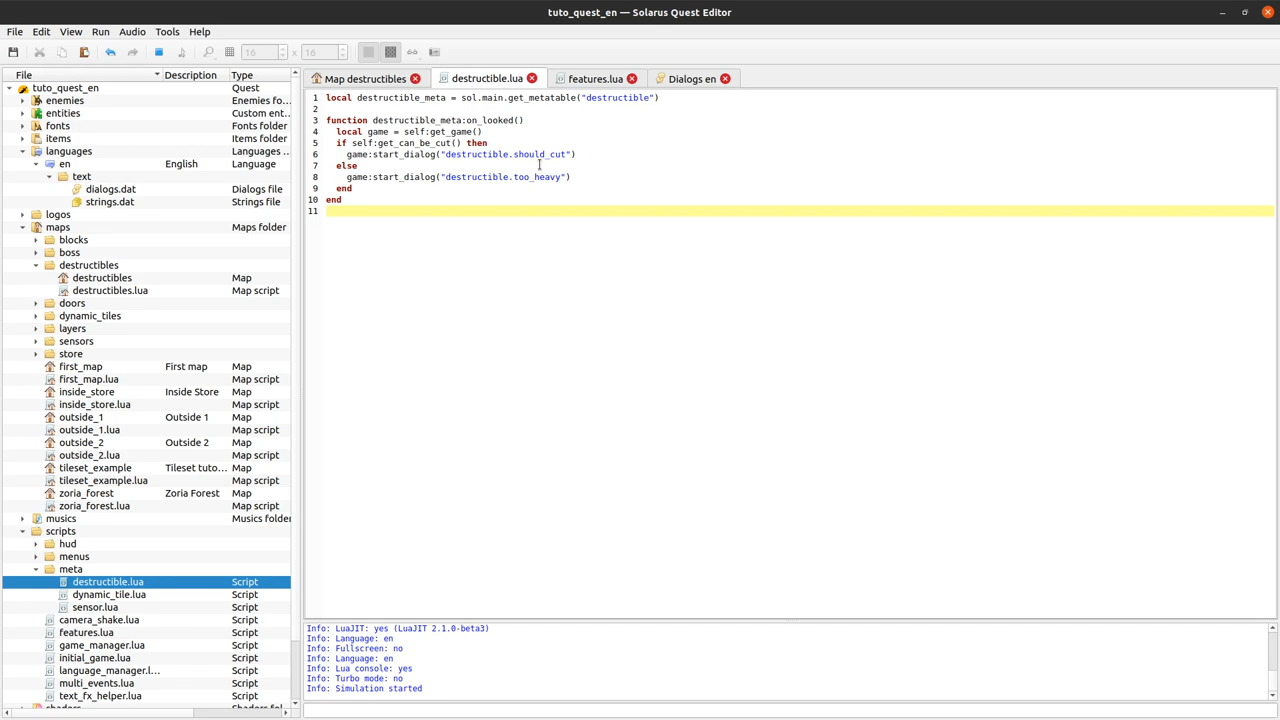 tuto_quest_en — Solarus Quest Editor
File Edit View Run Audio Tools Help
16 x 16
File Description Type
tuto_quest_en Quest
enemies Enemies fo...
entities Custom ent...
fonts Fonts folder
items Items folder
languages Languages ...
en English Language
text
dialogs.dat Dialogs file
strings.dat Strings file
logos
maps Maps folder
blocks
boss
destructibles
destructibles Map
destructibles.lua Map script
doors
dynamic_tiles
layers
sensors
store
first_map First map Map
first_map.lua Map script
inside_store Inside Store Map
inside_store.lua Map script
outside_1 Outside 1 Map
outside_1.lua Map script
outside_2 Outside 2 Map
outside_2.lua Map script
tileset_example Tileset tuto... Map
tileset_example.lua Map script
zoria_forest Zoria Forest Map
zoria_forest.lua Map script
musics Musics folder
scripts
hud
menus
meta
destructible.lua Script
dynamic_tile.lua Script
sensor.lua Script
camera_shake.lua Script
features.lua Script
game_manager.lua Script
initial_game.lua Script
language_manager.l... Script
multi_events.lua Script
text_fx_helper.lua Script
Map destructibles destructible.lua features.lua Dialogs en
1 local destructible_meta = sol.main.get_metatable("destructible")
2
3 function destructible_meta:on_looked()
4 local game = self:get_game()
5 if self:get_can_be_cut() then
6 game:start_dialog("destructible.should_cut")
7 else
8 game:start_dialog("destructible.too_heavy")
9 end
10 end
11
Info: LuaJIT: yes (LuaJIT 2.1.0-beta3)
Info: Language: en
Info: Fullscreen: no
Info: Language: en
Info: Lua console: yes
Info: Turbo mode: no
Info: Simulation started